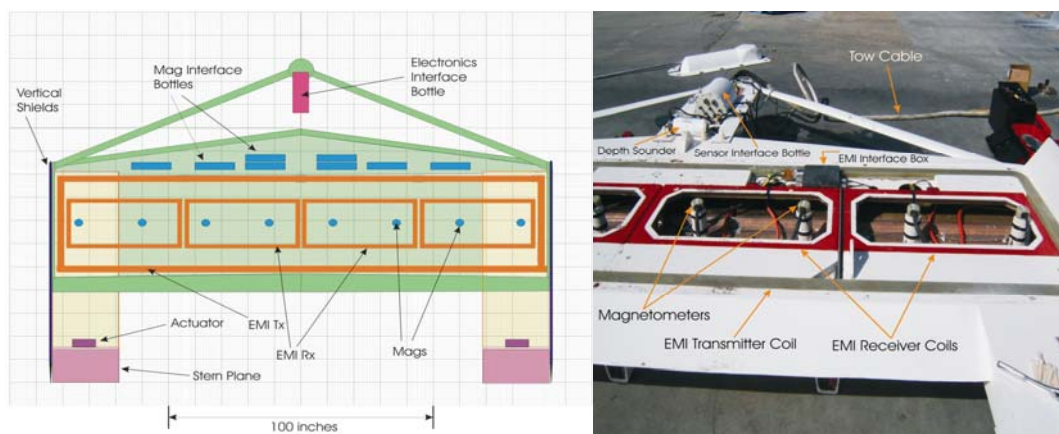 Electronics
Interface
Bottle
Mag Interface
Bottles
Vertical
Shields
Actuator
EMI Tx
EMI Rx
Mags
Stern Plane
100 inches
Tow Cable
Depth Sounder
Sensor Interface Bottle
EMI Interface Box
Magnetometers
EMI Transmitter Coil
EMI Receiver Coils